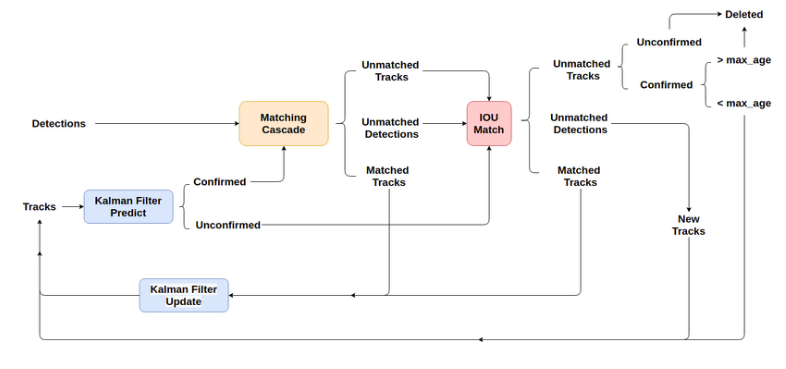 Deleted
Unconfirmed
Unmatched
Tracks
Unmatched
Tracks
> max_age
Confirmed
< max_age
Detections
Matching
Cascade
Unmatched
Detections
IOU
Match
Unmatched
Detections
Confirmed
Matched
Tracks
Matched
Tracks
Tracks
Kalman Filter
Predict
Unconfirmed
New
Tracks
Kalman Filter
Update